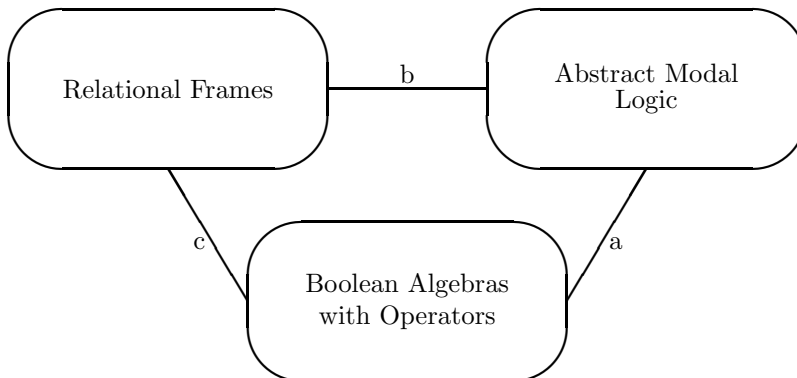 Relational Frames
b
Abstract Modal
Logic
c
a
Boolean Algebras
with Operators